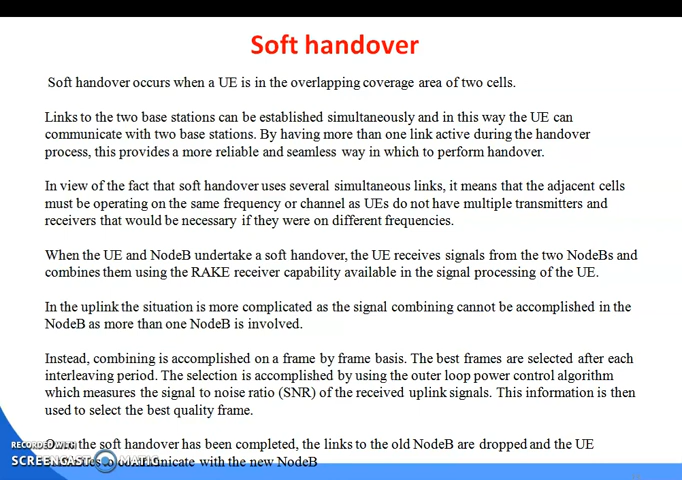 Soft handover
Soft handover occurs when a UE is in the overlapping coverage area of two cells.
Links to the two base stations can be established simultaneously and in this way the UE can
communicate with two base stations. By having more than one link active during the handover
process, this provides a more reliable and seamless way in which to perform handover.
In view of the fact that soft handover uses several simultaneous links, it means that the adjacent cells
must be operating on the same frequency or channel as UEs do not have multiple transmitters and
receivers that would be necessary if they were on different frequencies.
When the UE and NodeB undertake a soft handover, the UE receives signals from the two NodeBs and
combines them using the RAKE receiver capability available in the signal processing of the UE.
In the uplink the situation is more complicated as the signal combining cannot be accomplished in the
NodeB as more than one NodeB is involved.
Instead, combining is accomplished on a frame by frame basis. The best frames are selected after each
interleaving period. The selection is accomplished by using the outer loop power control algorithm
which measures the signal to noise ratio (SNR) of the received uplink signals. This information is then
used to select the best quality frame.
the soft handover has been completed, the links to the old NodeB are dropped and the UE
to communicate with the new NodeB
RECORDED WITH
SCREENCAST MATIC